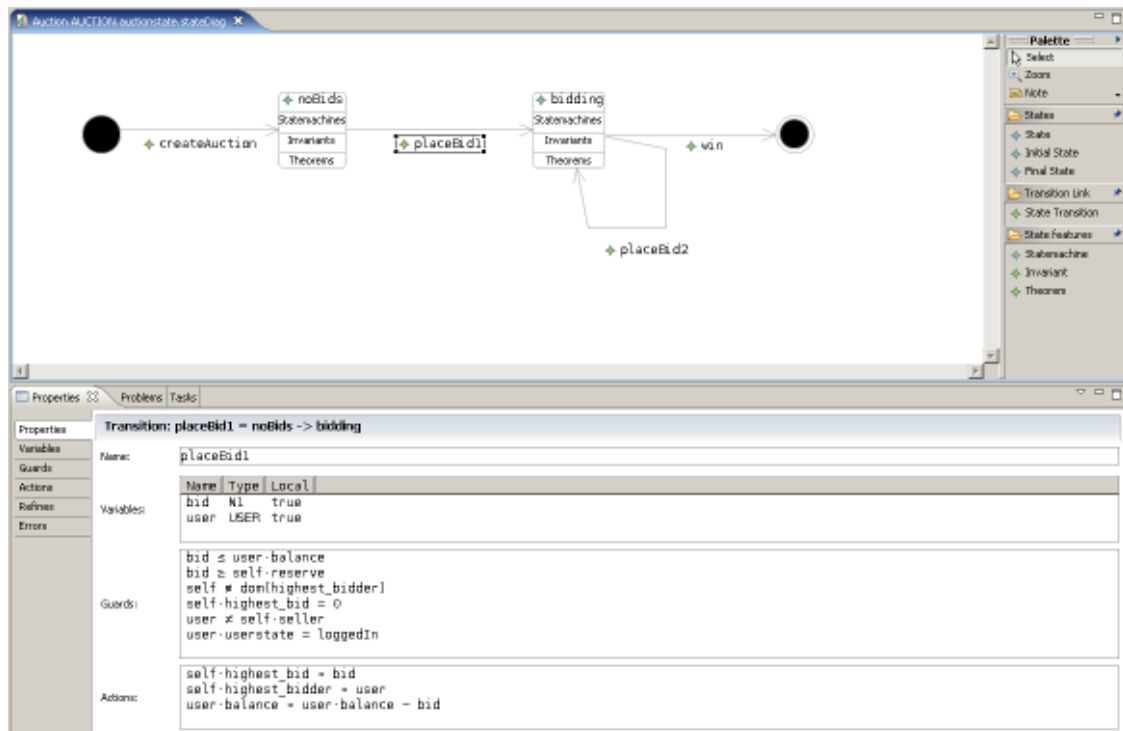 Auction.AUCTION.auctionstate.stateDiag
Palette
Select
Zoom
Note
States
State
Initial State
Final State
Transition Link
State Transition
State features
Statemachine
Invariant
Theorem
noBids
Statemachines
Invariants
Theorems
bidding
Statemachines
Invariants
Theorems
createAuction
placeBid1
win
placeBid2
Properties Problems Tasks
Properties
Variables
Guards
Actions
Refines
Errors
Transition: placeBid1 = noBids -> bidding
Name: placeBid1
Variables:
Name Type Local
bid N1 true
user USER true
Guards:
bid ≤ user·balance
bid ≥ self·reserve
self dom[highest_bidder]
self·highest_bid = 0
user ≠ self·seller
user·userstate = loggedIn
Actions:
self·highest_bid = bid
self·highest_bidder = user
user·balance = user·balance − bid